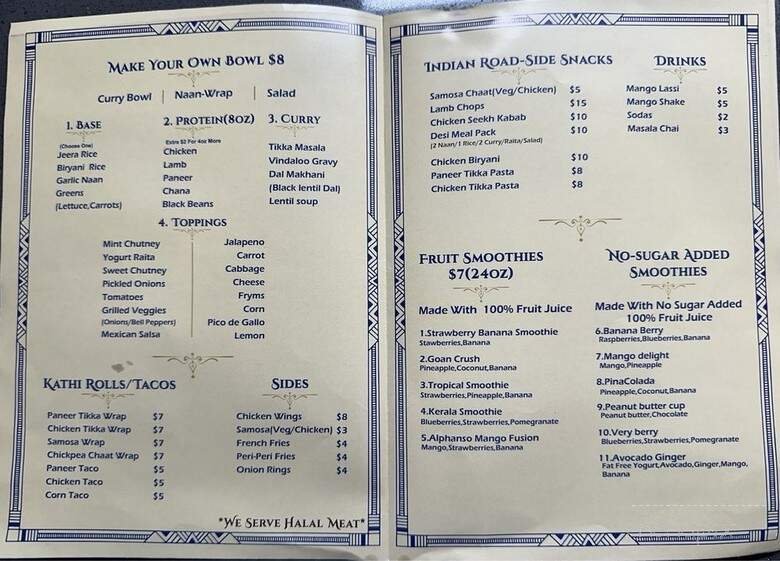 MAKE YOUR OWN BOWL $8
Curry Bowl | Naan-Wrap | Salad
1. BASE
(Choose One)
Jeera Rice
Biryani Rice
Garlic Naan
Greens
(Lettuce,Carrots)
2. PROTEIN(8OZ)
Extra $2 For 4oz More
Chicken
Lamb
Paneer
Chana
Black Beans
3. CURRY
Tikka Masala
Vindaloo Gravy
Dal Makhani
(Black lentil Dal)
Lentil soup
4. TOPPINGS
Mint Chutney
Yogurt Raita
Sweet Chutney
Pickled Onions
Tomatoes
Grilled Veggies
(Onions/Bell Peppers)
Mexican Salsa
Jalapeno
Carrot
Cabbage
Cheese
Fryms
Corn
Pico de Gallo
Lemon
KATHI ROLLS/TACOS
Paneer Tikka Wrap $7
Chicken Tikka Wrap $7
Samosa Wrap $7
Chickpea Chaat Wrap $7
Paneer Taco $5
Chicken Taco $5
Corn Taco $5
SIDES
Chicken Wings $8
Samosa(Veg/Chicken) $3
French Fries $4
Peri-Peri Fries $4
Onion Rings $4
*WE SERVE HALAL MEAT*
INDIAN ROAD-SIDE SNACKS
Samosa Chaat(Veg/Chicken) $5
Lamb Chops $15
Chicken Seekh Kabab $10
Desi Meal Pack $10
(2 Naan/1 Rice/2 Curry/Raita/Salad)
Chicken Biryani $10
Paneer Tikka Pasta $8
Chicken Tikka Pasta $8
DRINKS
Mango Lassi $5
Mango Shake $5
Sodas $2
Masala Chai $3
FRUIT SMOOTHIES
$7(24OZ)
Made With 100% Fruit Juice
1.Strawberry Banana Smoothie
Stawberries,Banana
2.Goan Crush
Pineapple,Coconut,Banana
3.Tropical Smoothie
Strawberries,Pineapple,Banana
4.Kerala Smoothie
Blueberries,Strawberries,Pomegranate
5.Alphanso Mango Fusion
Mango,Strawberries,Banana
NO-SUGAR ADDED
SMOOTHIES
Made With No Sugar Added
100% Fruit Juice
6.Banana Berry
Raspberries,Blueberries,Banana
7.Mango delight
Mango,Pineapple
8.PinaColada
Pineapple,Coconut,Banana
9.Peanut butter cup
Peanut butter,Chocolate
10.Very berry
Blueberries,Strawberries,Pomegranate
11.Avocado Ginger
Fat Free Yogurt,Avocado,Ginger,Mango,
Banana